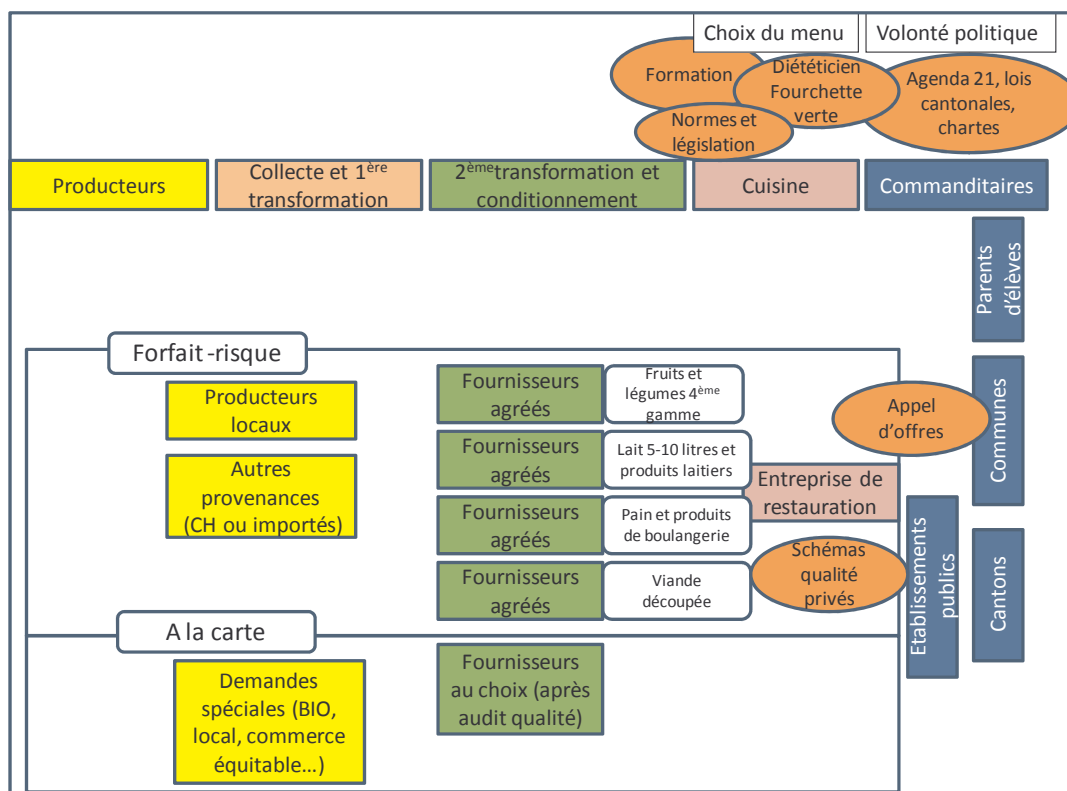 Choix du menu
Volonté politique
Formation
Diététicien
Fourchette
verte
Agenda 21, lois
cantonales,
chartes
Normes et
législation
Producteurs
Collecte et 1ère
transformation
2ème transformation et
conditionnement
Cuisine
Commanditaires
Parents
d'élèves
Forfait-risque
Producteurs
locaux
Fournisseurs
agréés
Fruits et
légumes 4ème
gamme
Appel
d'offres
Communes
Autres
provenances
(CH ou importés)
Fournisseurs
agréés
Lait 5-10 litres et
produits laitiers
Entreprise de
restauration
Fournisseurs
agréés
Pain et produits
de boulangerie
Fournisseurs
agréés
Viande
découpée
Schémas
qualité
privés
Etablissements
publics
Cantons
A la carte
Demandes
spéciales (BIO,
local, commerce
équitable…)
Fournisseurs
au choix (après
audit qualité)